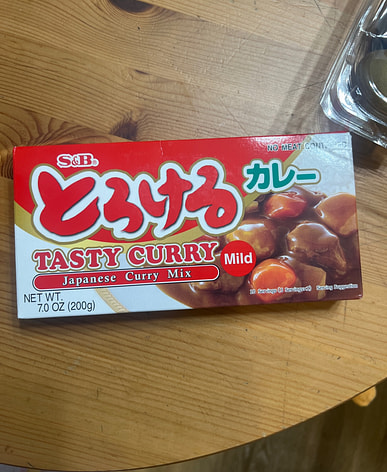 S&B®
NO MEAT CONT
とろける
カレー
TASTY CURRY
Mild
Japanese Curry Mix
NET WT.
7.0 OZ (200g)
Serving Suggestion